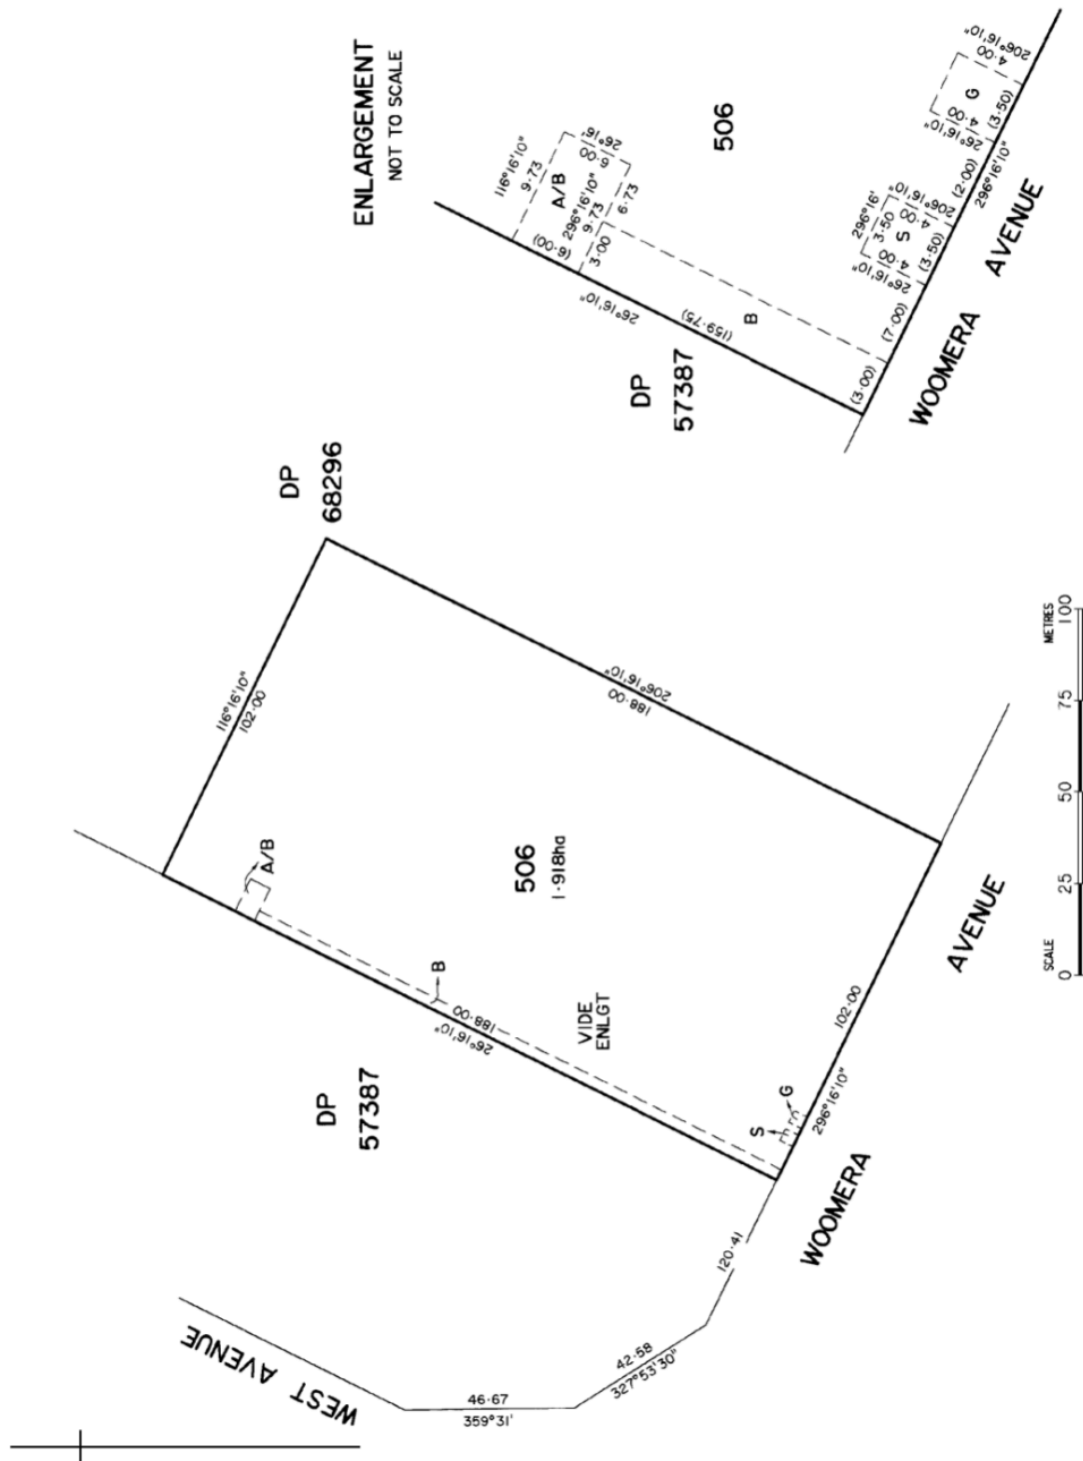 ENLARGEMENT
NOT TO SCALE
116°16'10"
9·73
A/B
6·00
26°16'
(6·00)
296°16'10"
9·73
3·00
6·73
26°16'10"
(159·75)
B
506
DP
57387
206°16'10"
4·00
G
4·00
26°16'10"
(3·50)
296°16'
3·50
S
4·00
206°16'10"
4·00
26°16'10"
(2·00)
296°16'10"
(3·50)
(7·00)
(3·00)
WOOMERA AVENUE
DP
68296
116°16'10"
102·00
A/B
206°16'10"
188·00
506
1·918ha
B
188·00
26°16'10"
VIDE
ENLGT
DP
57387
S
G
102·00
296°16'10"
WOOMERA AVENUE
120·41
WEST AVENUE
42·58
327°53'30"
46·67
359°31'
SCALE
METRES
0 25 50 75 100